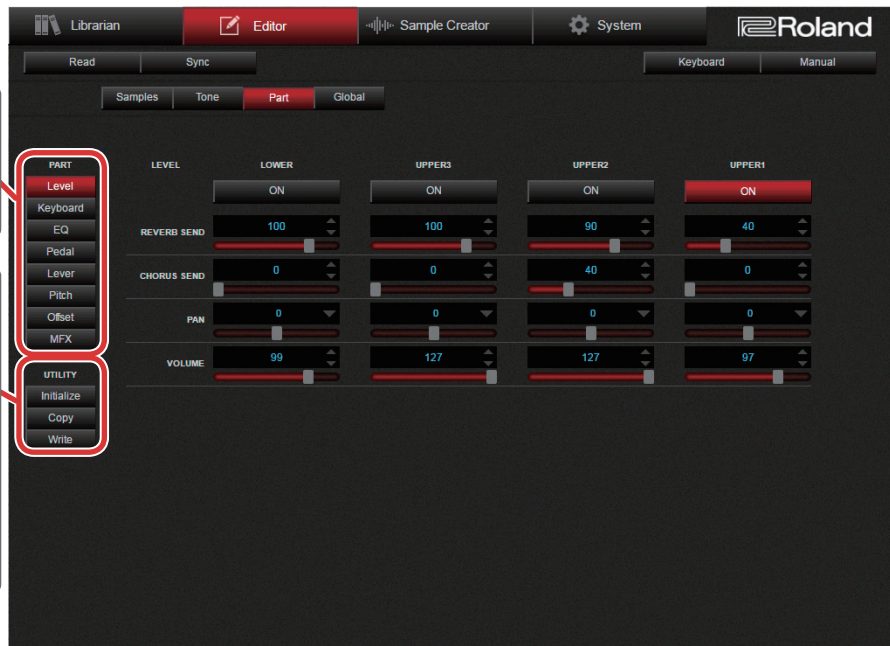 Librarian Editor Sample Creator System Roland
Read Sync Keyboard Manual
Samples Tone Part Global
PART LEVEL LOWER UPPER3 UPPER2 UPPER1
Level ON ON ON ON
Keyboard
EQ REVERB SEND 100 100 90 40
Pedal
Lever CHORUS SEND 0 0 40 0
Pitch
Offset PAN 0 0 0 0
MFX
VOLUME 99 127 127 97
UTILITY
Initialize
Copy
Write